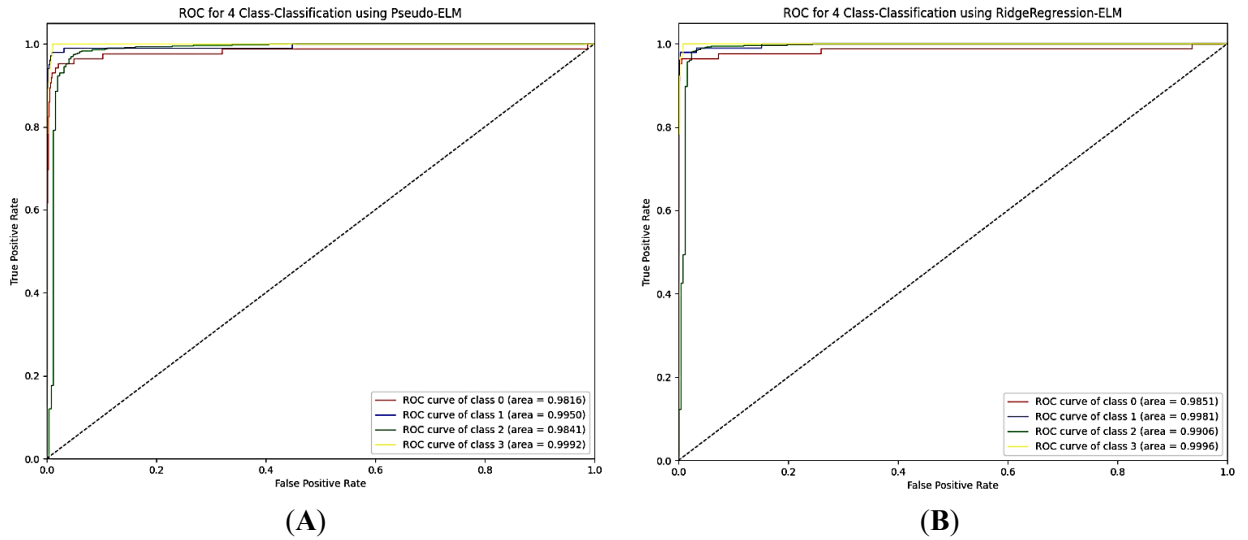 ROC for 4 Class-Classification using Pseudo-ELM
1.0
0.8
0.6
0.4
0.2
0.0
True Positive Rate
0.0
0.2
0.4
0.6
0.8
1.0
False Positive Rate
ROC curve of class 0 (area = 0.9816)
ROC curve of class 1 (area = 0.9950)
ROC curve of class 2 (area = 0.9841)
ROC curve of class 3 (area = 0.9992)
(A)
ROC for 4 Class-Classification using RidgeRegression-ELM
1.0
0.8
0.6
0.4
0.2
0.0
True Positive Rate
0.0
0.2
0.4
0.6
0.8
1.0
False Positive Rate
ROC curve of class 0 (area = 0.9851)
ROC curve of class 1 (area = 0.9981)
ROC curve of class 2 (area = 0.9906)
ROC curve of class 3 (area = 0.9996)
(B)